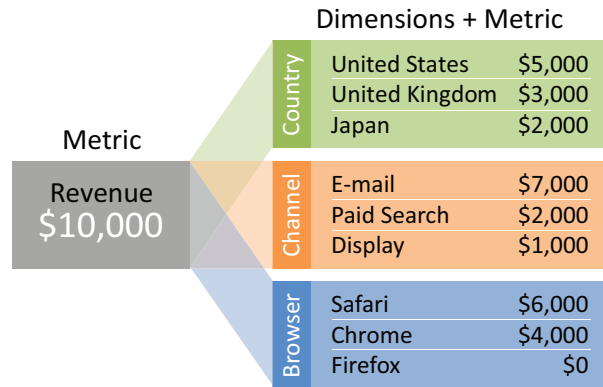 Dimensions + Metric
Metric
Revenue
$10,000
Country
United States $5,000
United Kingdom $3,000
Japan $2,000
Channel
E-mail $7,000
Paid Search $2,000
Display $1,000
Browser
Safari $6,000
Chrome $4,000
Firefox $0